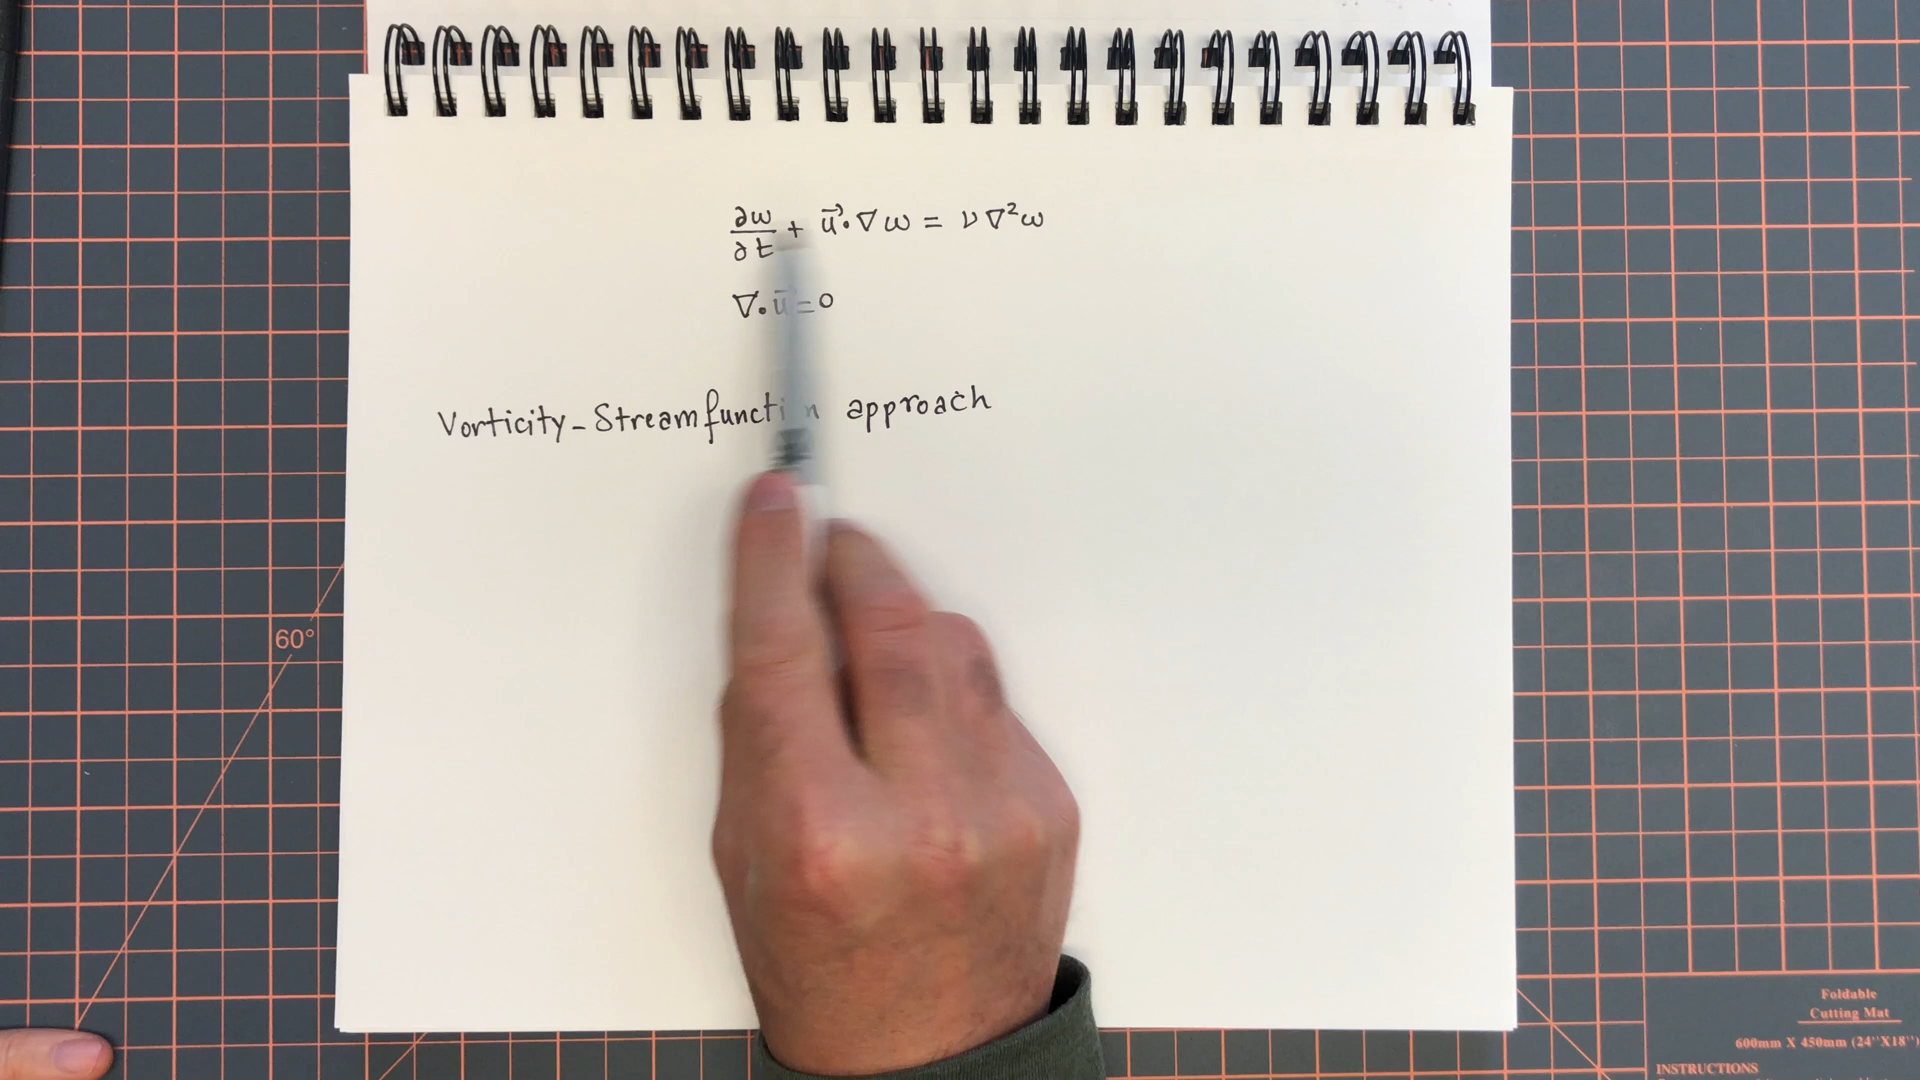 ∂ω/∂t + u⃗·∇ω = ν∇²ω
∇·u⃗=0
Vorticity-Streamfunction approach
60°
Foldable
Cutting Mat
600mm X 450mm (24''X18'')
INSTRUCTIONS